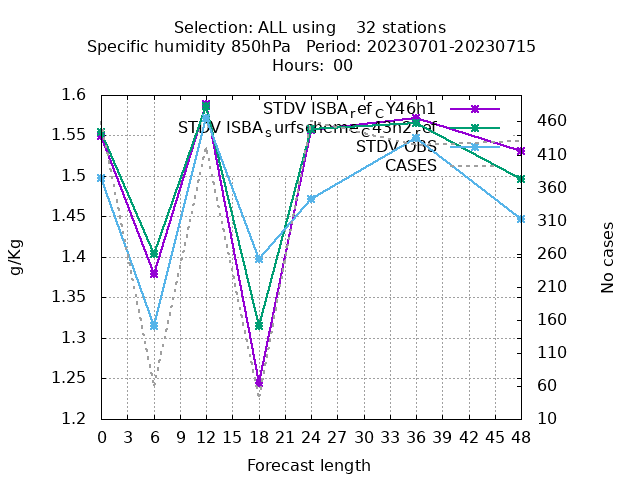 Selection: ALL using 32 stations
Specific humidity 850hPa Period: 20230701-20230715
Hours: 00
1.6
1.55
1.5
1.45
1.4
1.35
1.3
1.25
1.2
g/Kg
STDV ISBA_ref_CY46h1
STDV ISBA_surfscheme_C43h2_ref
STDV OBS
CASES
460
410
360
310
260
210
160
110
60
10
No cases
0 3 6 9 12 15 18 21 24 27 30 33 36 39 42 45 48
Forecast length